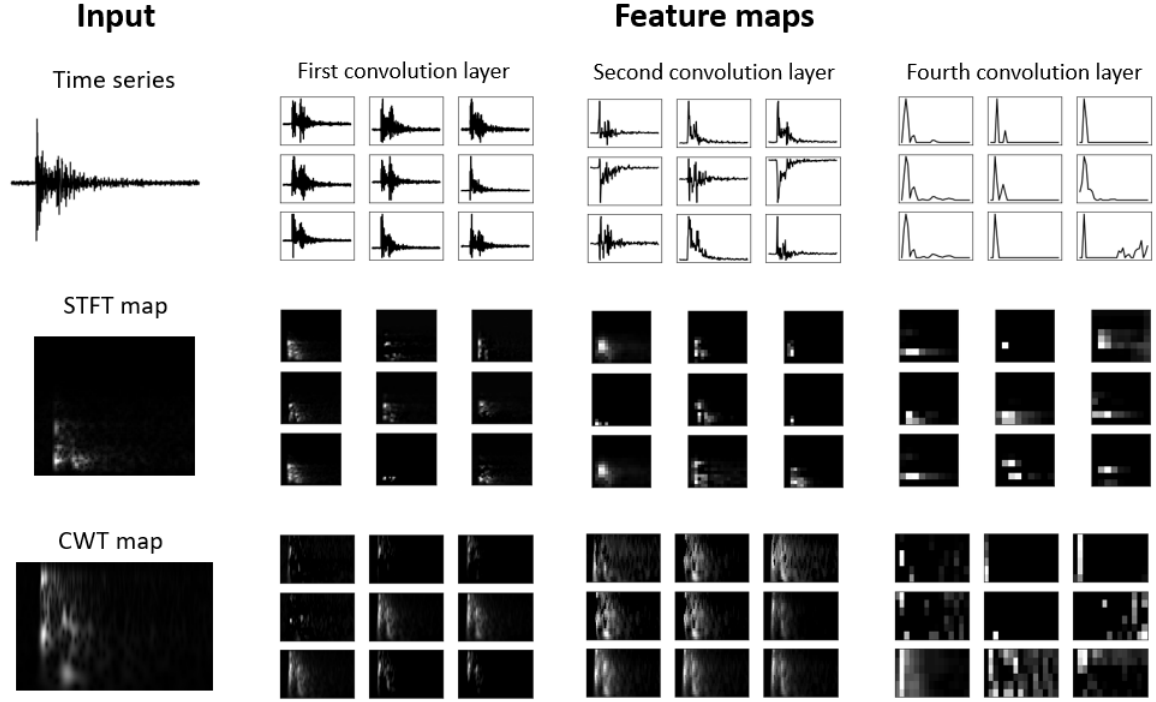 Input
Feature maps
Time series
First convolution layer
Second convolution layer
Fourth convolution layer
STFT map
CWT map